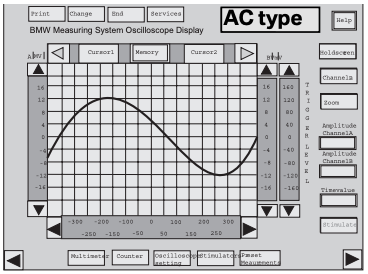 Print Change End Services
AC type
Help
BMW Measuring System Oscilloscope Display
Cursor1 Memory Cursor2
Holdscreen
16 16 160
12 12 120
8 8 80
4 4 40
0 0 0
-4 -4 -40
-8 -8 -80
-12 -12 -120
-16 -16 -160
TRIGGER LEVEL
Zoom
Amplitude
ChannelA
Amplitude
ChannelB
Timevalue
Stimulate
-300 -200 -100 0 100 200 300
-250 -150 -50 50 150 250
Multimeter Counter Oscilloscope
setting
Stimulators Preset
Measurments